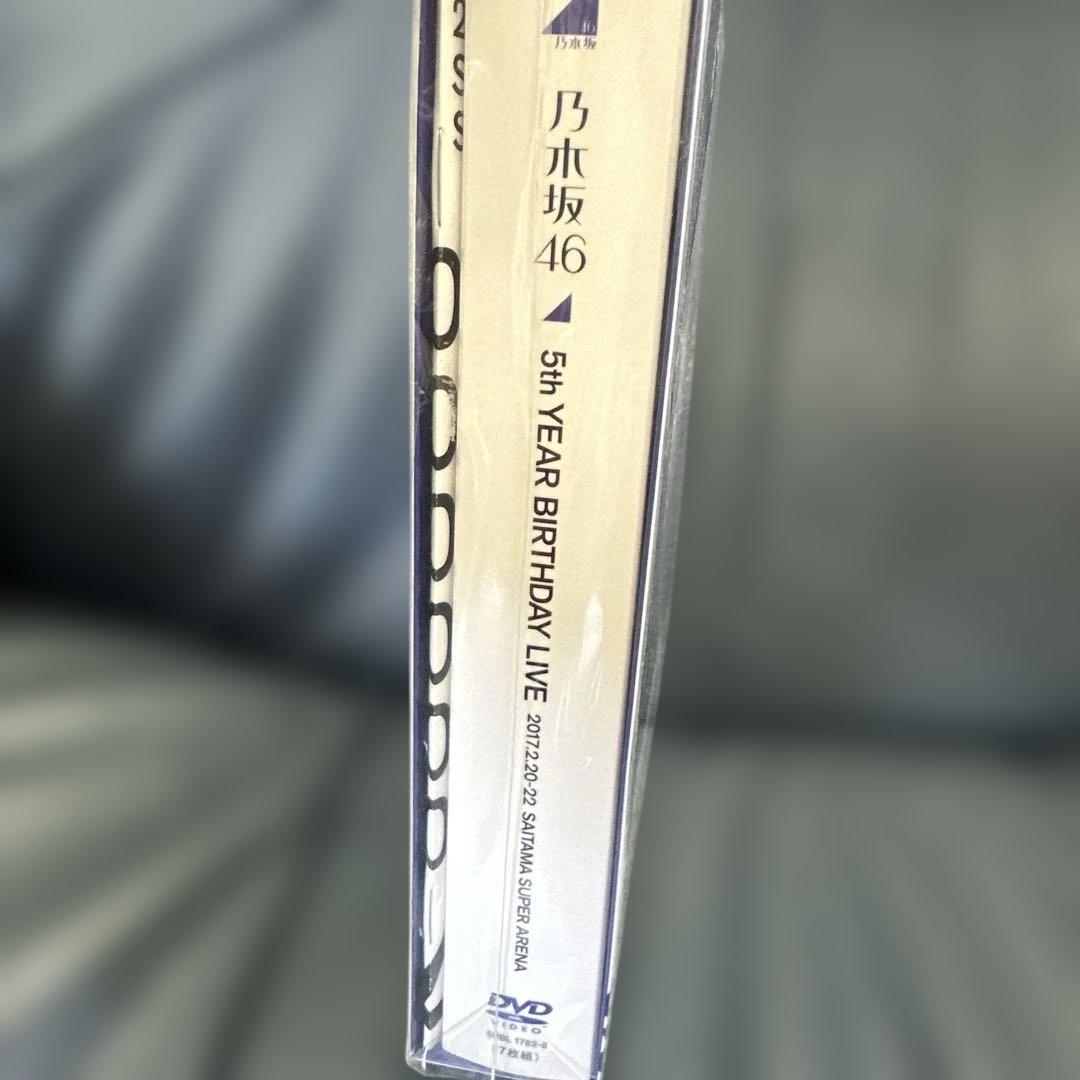 46
乃木坂
乃木坂46
5th YEAR BIRTHDAY LIVE
2017.2.20-22 SAITAMA SUPER ARENA
DVD
VIDEO
(7枚組)